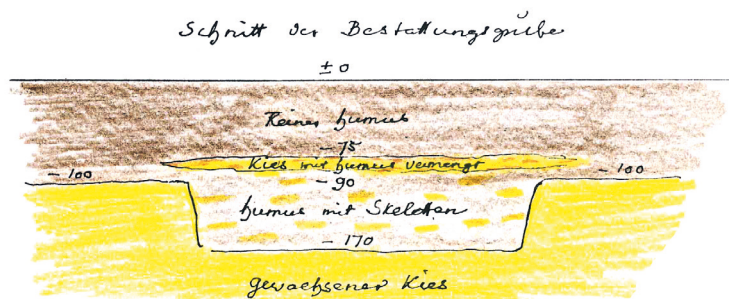 Schnitt der Bestattungsgrube
± 0
Reines humus
- 75
Kies mit humus vermengt
- 100
- 100
- 90
humus mit Skeletten
- 170
gewachsener Kies